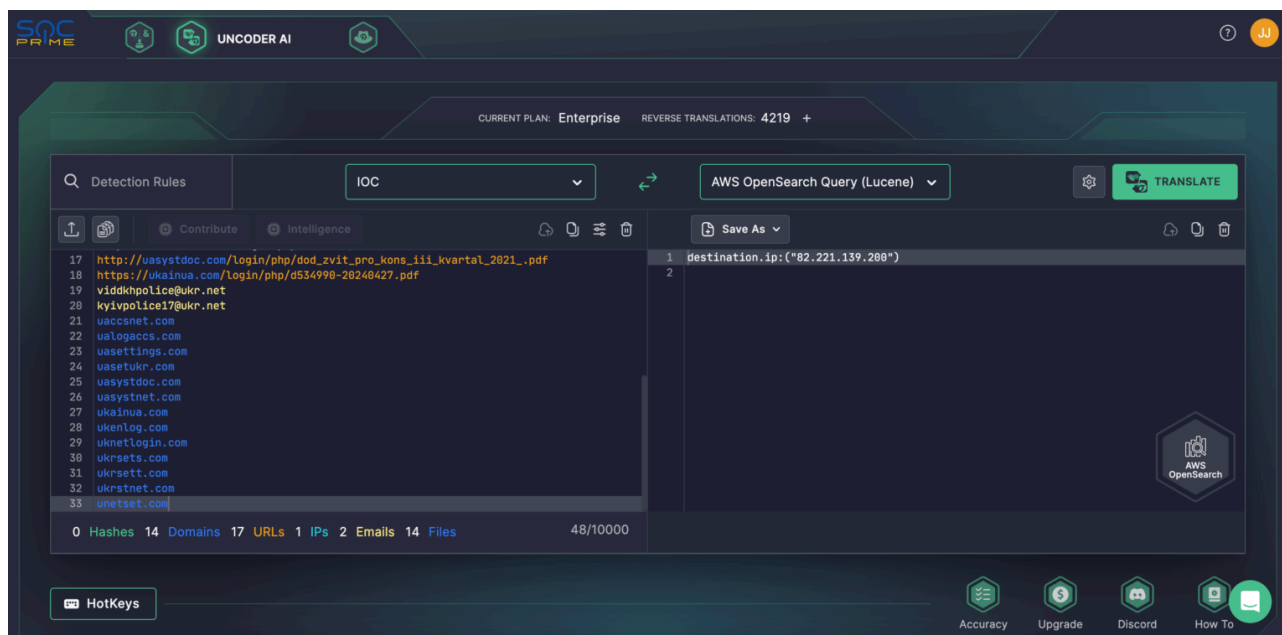 SOC
PRIME
UNCODER AI
JJ
CURRENT PLAN: Enterprise REVERSE TRANSLATIONS: 4219 +
Detection Rules
IOC
AWS OpenSearch Query (Lucene)
TRANSLATE
Contribute
Intelligence
Save As
17 http://uasystdoc.com/login/php/dod_zvit_pro_kons_iii_kvartal_2021_.pdf
18 https://ukainua.com/login/php/d534990-20240427.pdf
19 viddkhpolice@ukr.net
20 kyivpolice17@ukr.net
21 uaccsnet.com
22 ualogaccs.com
23 uasettings.com
24 uasetukr.com
25 uasystdoc.com
26 uasystnet.com
27 ukainua.com
28 ukenlog.com
29 uknetlogin.com
30 ukrsets.com
31 ukrsett.com
32 ukrstnet.com
33 unetset.com
1 destination.ip:("82.221.139.200")
2
AWS
OpenSearch
0 Hashes 14 Domains 17 URLs 1 IPs 2 Emails 14 Files 48/10000
HotKeys
Accuracy
Upgrade
Discord
How To